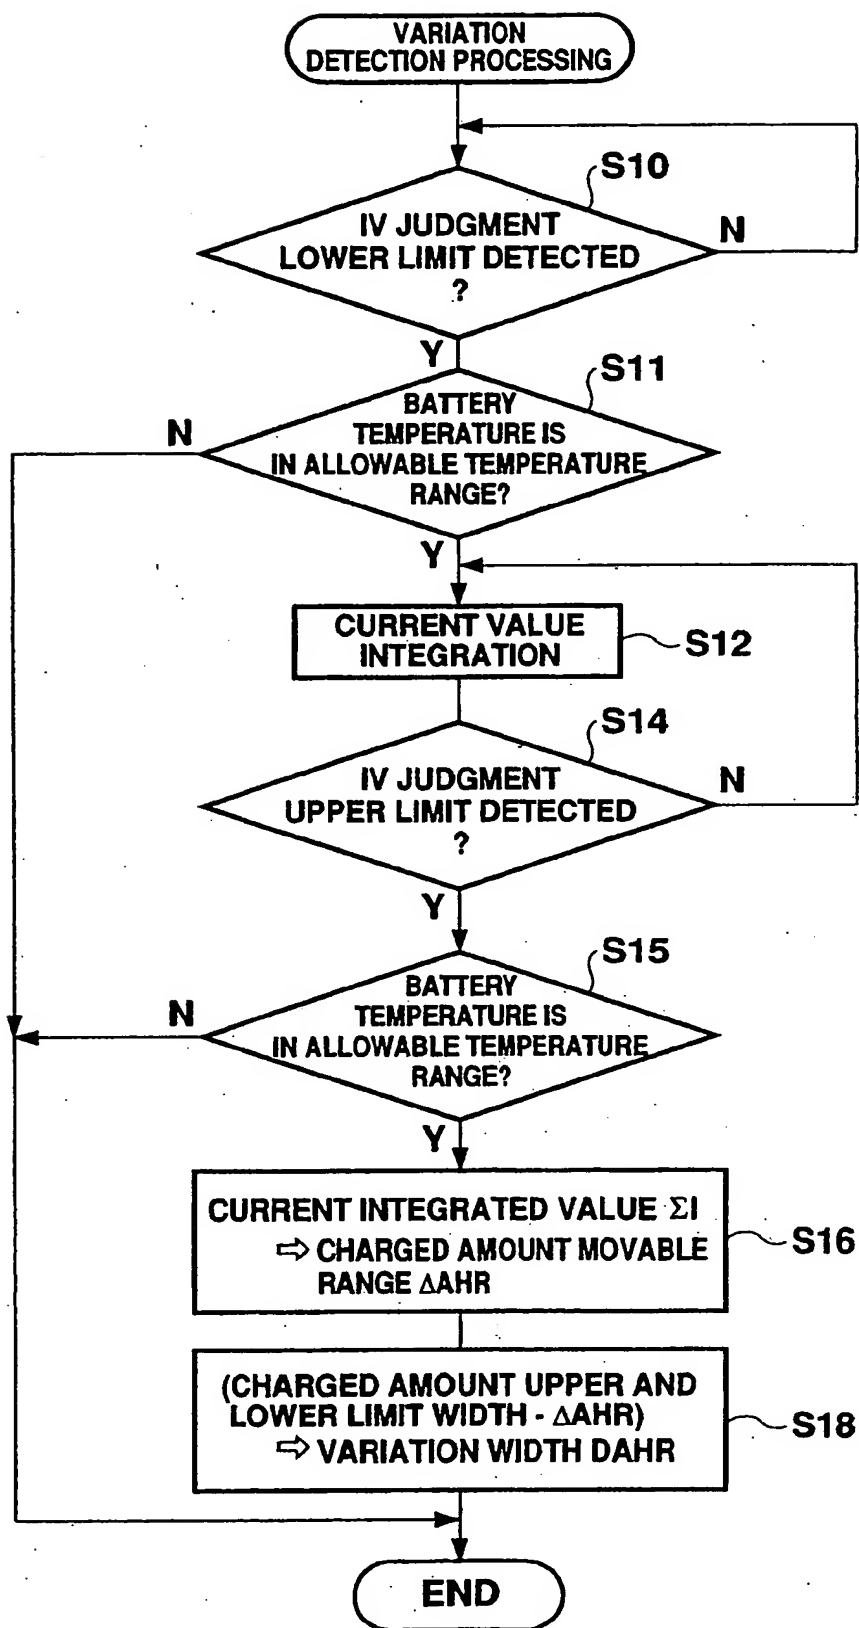 VARIATION
DETECTION PROCESSING
S10
IV JUDGMENT
LOWER LIMIT DETECTED
?
N
Y
S11
BATTERY
TEMPERATURE IS
IN ALLOWABLE TEMPERATURE
RANGE?
N
Y
CURRENT VALUE
INTEGRATION
S12
S14
IV JUDGMENT
UPPER LIMIT DETECTED
?
N
Y
S15
BATTERY
TEMPERATURE IS
IN ALLOWABLE TEMPERATURE
RANGE?
N
Y
CURRENT INTEGRATED VALUE ΣI
⇨ CHARGED AMOUNT MOVABLE
RANGE ΔAHR
S16
(CHARGED AMOUNT UPPER AND
LOWER LIMIT WIDTH - ΔAHR)
⇨ VARIATION WIDTH DAHR
S18
END